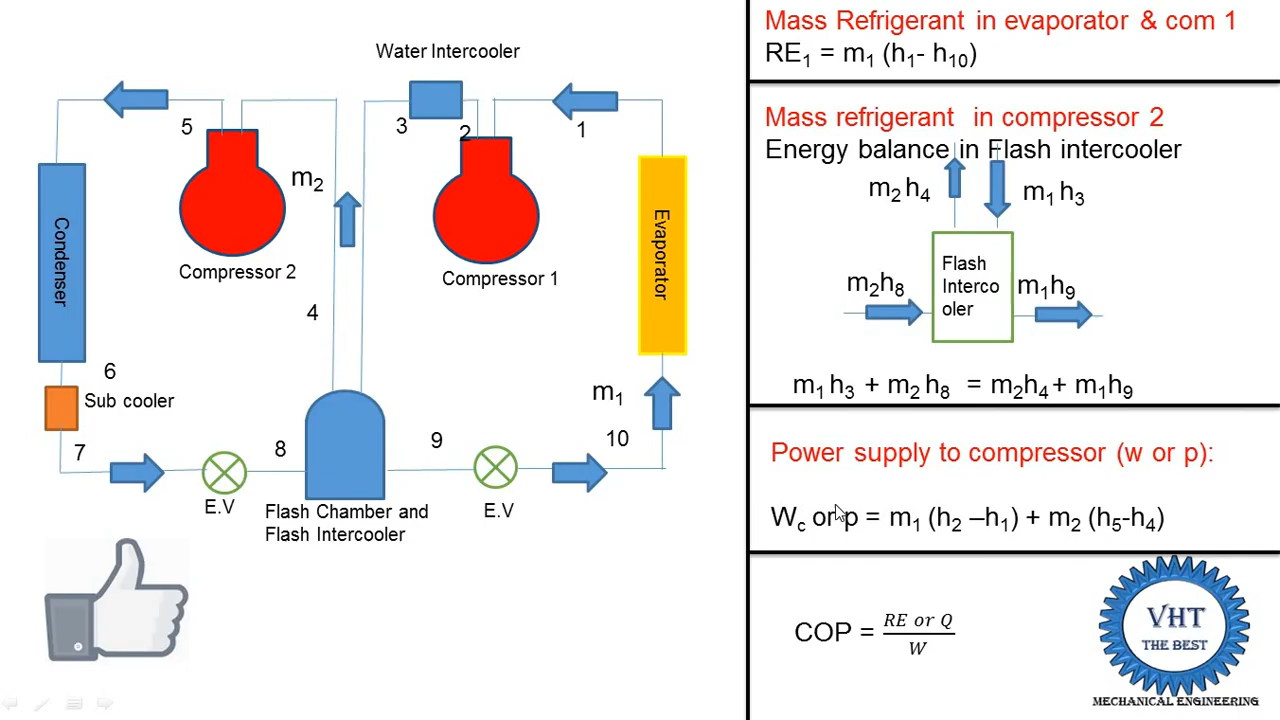 Water Intercooler
5
3
2
1
m₂
Condenser
Evaporator
Compressor 2
Compressor 1
4
6
Sub cooler
m₁
7
8
9
10
E.V
Flash Chamber and
Flash Intercooler
E.V
Mass Refrigerant in evaporator & com 1
RE₁ = m₁ (h₁- h₁₀)
Mass refrigerant in compressor 2
Energy balance in Flash intercooler
m₂ h₄
m₁ h₃
Flash
Interco
oler
m₂h₈
m₁h₉
m₁ h₃ + m₂ h₈ = m₂h₄ + m₁h₉
Power supply to compressor (w or p):
W꜀ or p = m₁ (h₂ –h₁) + m₂ (h₅-h₄)
COP = RE or Q / W
VHT
THE BEST
MECHANICAL ENGINEERING